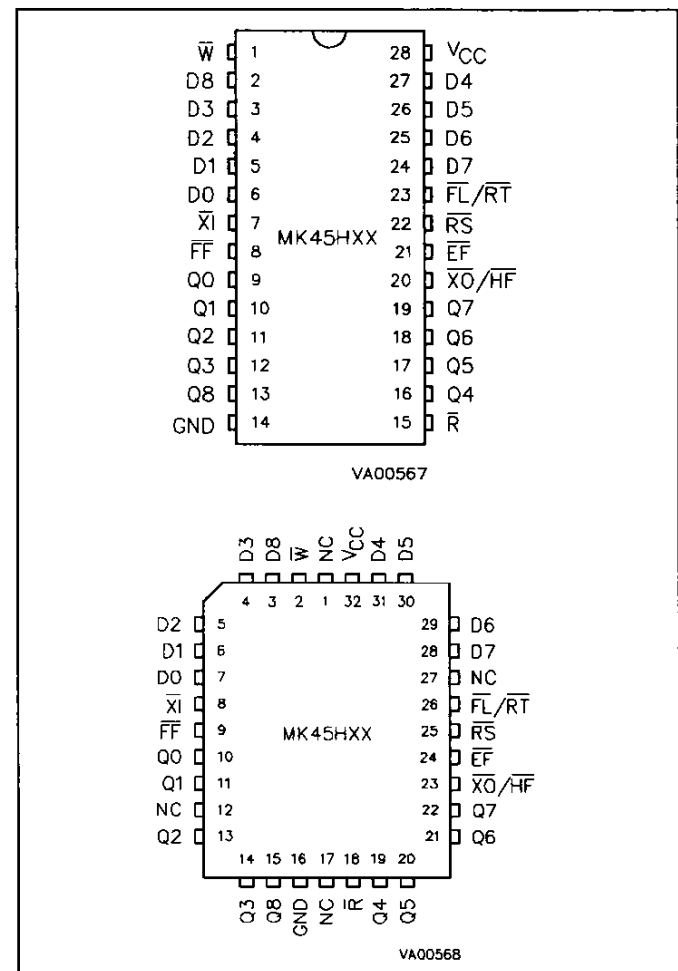 W̅ 1 28 VCC
D8 2 27 D4
D3 3 26 D5
D2 4 25 D6
D1 5 24 D7
D0 6 23 F̅L̅/R̅T̅
X̅I̅ 7 22 R̅S̅
MK45HXX
F̅F̅ 8 21 E̅F̅
Q0 9 20 X̅O̅/H̅F̅
Q1 10 19 Q7
Q2 11 18 Q6
Q3 12 17 Q5
Q8 13 16 Q4
GND 14 15 R̅
VA00567
D3 D8 W̅ NC VCC D4 D5
4 3 2 1 32 31 30
D2 5 29 D6
D1 6 28 D7
D0 7 27 NC
X̅I̅ 8 26 F̅L̅/R̅T̅
F̅F̅ 9 MK45HXX 25 R̅S̅
Q0 10 24 E̅F̅
Q1 11 23 X̅O̅/H̅F̅
NC 12 22 Q7
Q2 13 21 Q6
14 15 16 17 18 19 20
Q3 Q8 GND NC R̅ Q4 Q5
VA00568